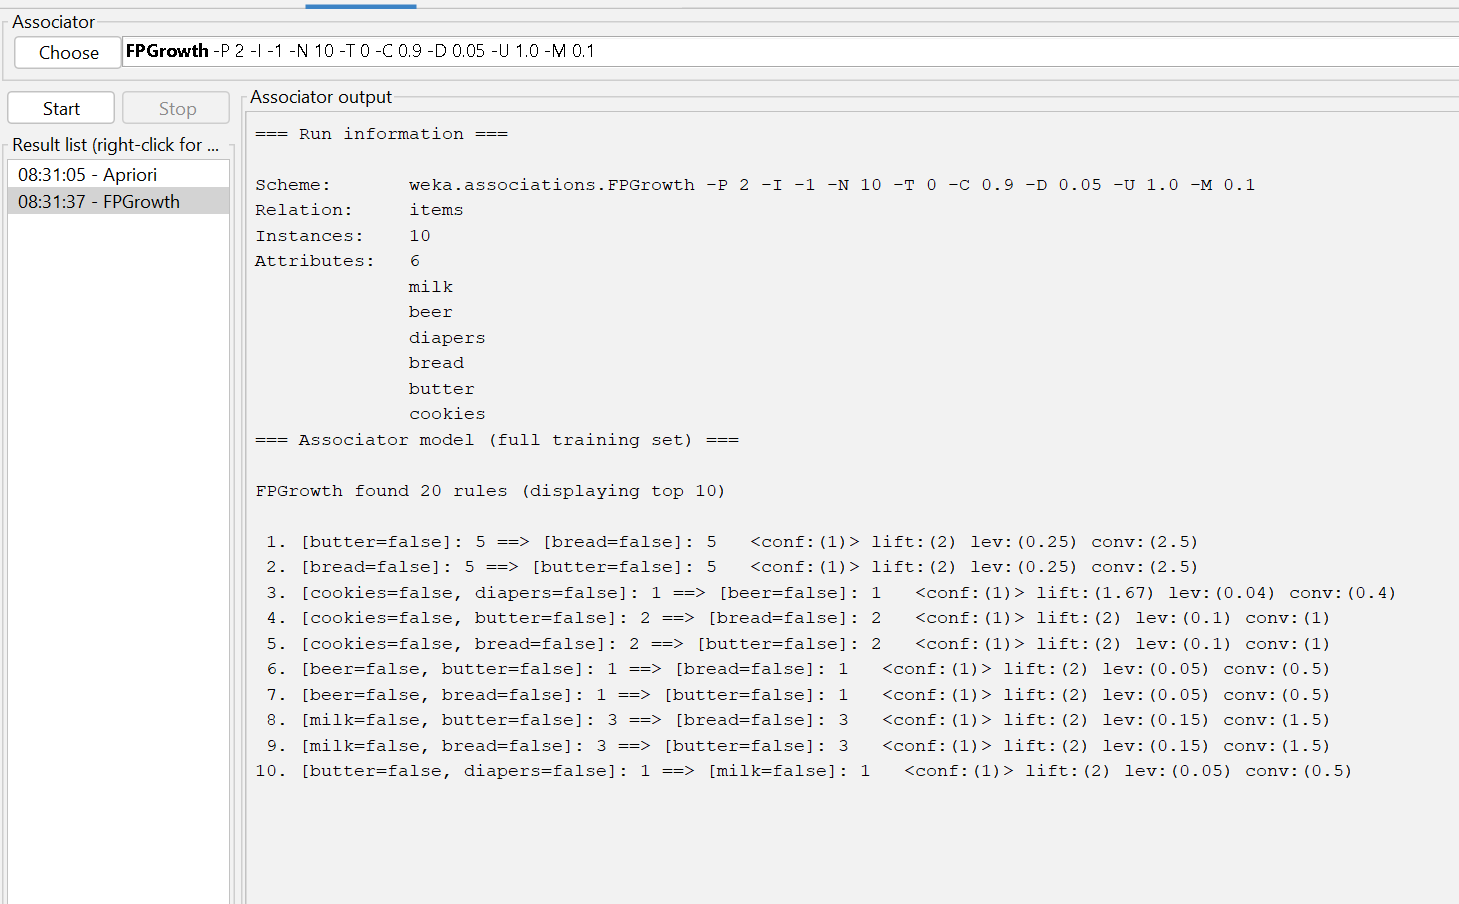 Associator
Choose
FPGrowth -P 2 -I -1 -N 10 -T 0 -C 0.9 -D 0.05 -U 1.0 -M 0.1
Start
Stop
Result list (right-click for ...
08:31:05 - Apriori
08:31:37 - FPGrowth
Associator output
=== Run information ===
Scheme: weka.associations.FPGrowth -P 2 -I -1 -N 10 -T 0 -C 0.9 -D 0.05 -U 1.0 -M 0.1
Relation: items
Instances: 10
Attributes: 6
milk
beer
diapers
bread
butter
cookies
=== Associator model (full training set) ===
FPGrowth found 20 rules (displaying top 10)
1. [butter=false]: 5 ==> [bread=false]: 5 <conf:(1)> lift:(2) lev:(0.25) conv:(2.5)
2. [bread=false]: 5 ==> [butter=false]: 5 <conf:(1)> lift:(2) lev:(0.25) conv:(2.5)
3. [cookies=false, diapers=false]: 1 ==> [beer=false]: 1 <conf:(1)> lift:(1.67) lev:(0.04) conv:(0.4)
4. [cookies=false, butter=false]: 2 ==> [bread=false]: 2 <conf:(1)> lift:(2) lev:(0.1) conv:(1)
5. [cookies=false, bread=false]: 2 ==> [butter=false]: 2 <conf:(1)> lift:(2) lev:(0.1) conv:(1)
6. [beer=false, butter=false]: 1 ==> [bread=false]: 1 <conf:(1)> lift:(2) lev:(0.05) conv:(0.5)
7. [beer=false, bread=false]: 1 ==> [butter=false]: 1 <conf:(1)> lift:(2) lev:(0.05) conv:(0.5)
8. [milk=false, butter=false]: 3 ==> [bread=false]: 3 <conf:(1)> lift:(2) lev:(0.15) conv:(1.5)
9. [milk=false, bread=false]: 3 ==> [butter=false]: 3 <conf:(1)> lift:(2) lev:(0.15) conv:(1.5)
10. [butter=false, diapers=false]: 1 ==> [milk=false]: 1 <conf:(1)> lift:(2) lev:(0.05) conv:(0.5)